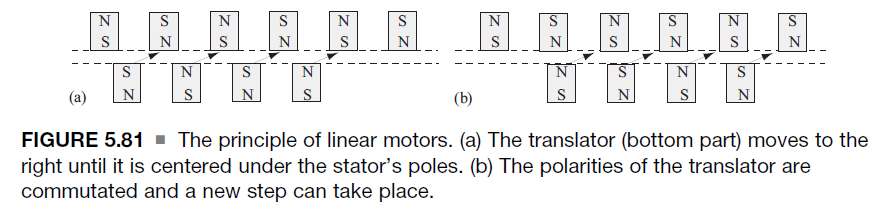 N S N S N S N S N S N S
S N S N S N S N S N S N
S N S N N S N S
(a) N S N S (b) S N S N
FIGURE 5.81 ■ The principle of linear motors. (a) The translator (bottom part) moves to the
right until it is centered under the stator's poles. (b) The polarities of the translator are
commutated and a new step can take place.